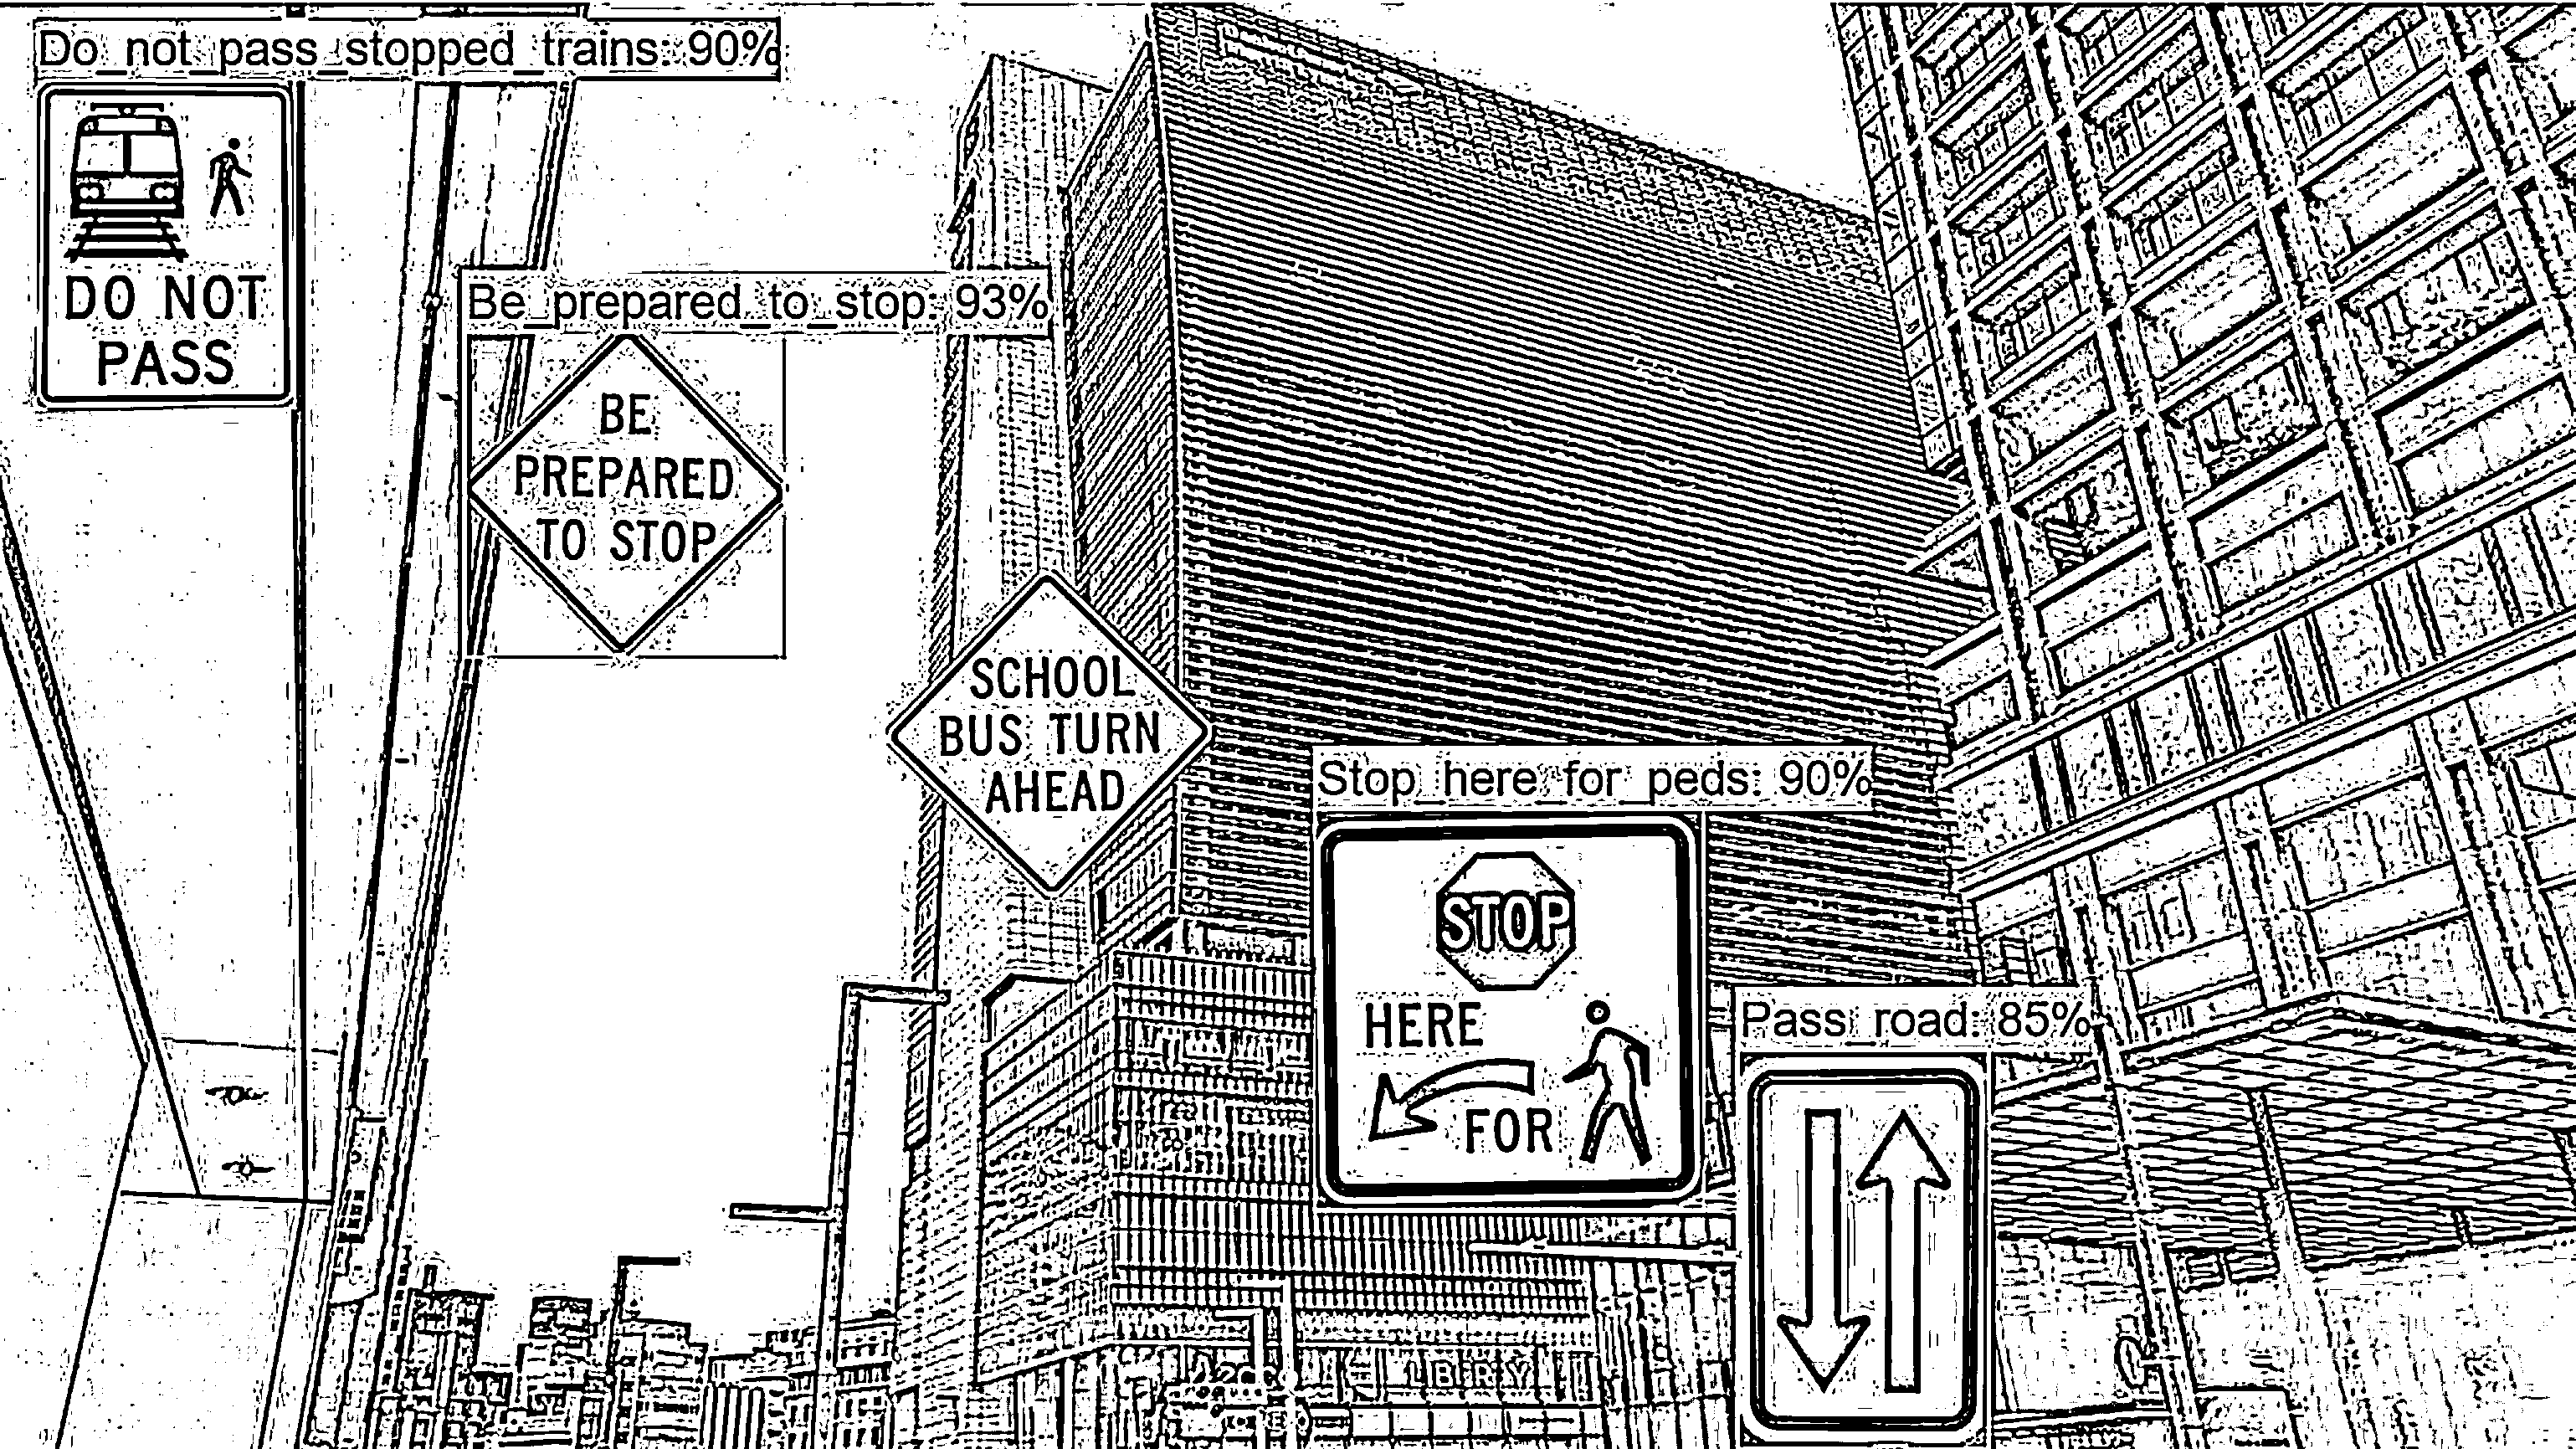 Do_not_pass_stopped_trains: 90%
DO NOT
PASS
Be_prepared_to_stop: 93%
BE
PREPARED
TO STOP
SCHOOL
BUS TURN
AHEAD
Stop_here_for_peds: 90%
STOP
HERE
FOR
Pass_road: 85%